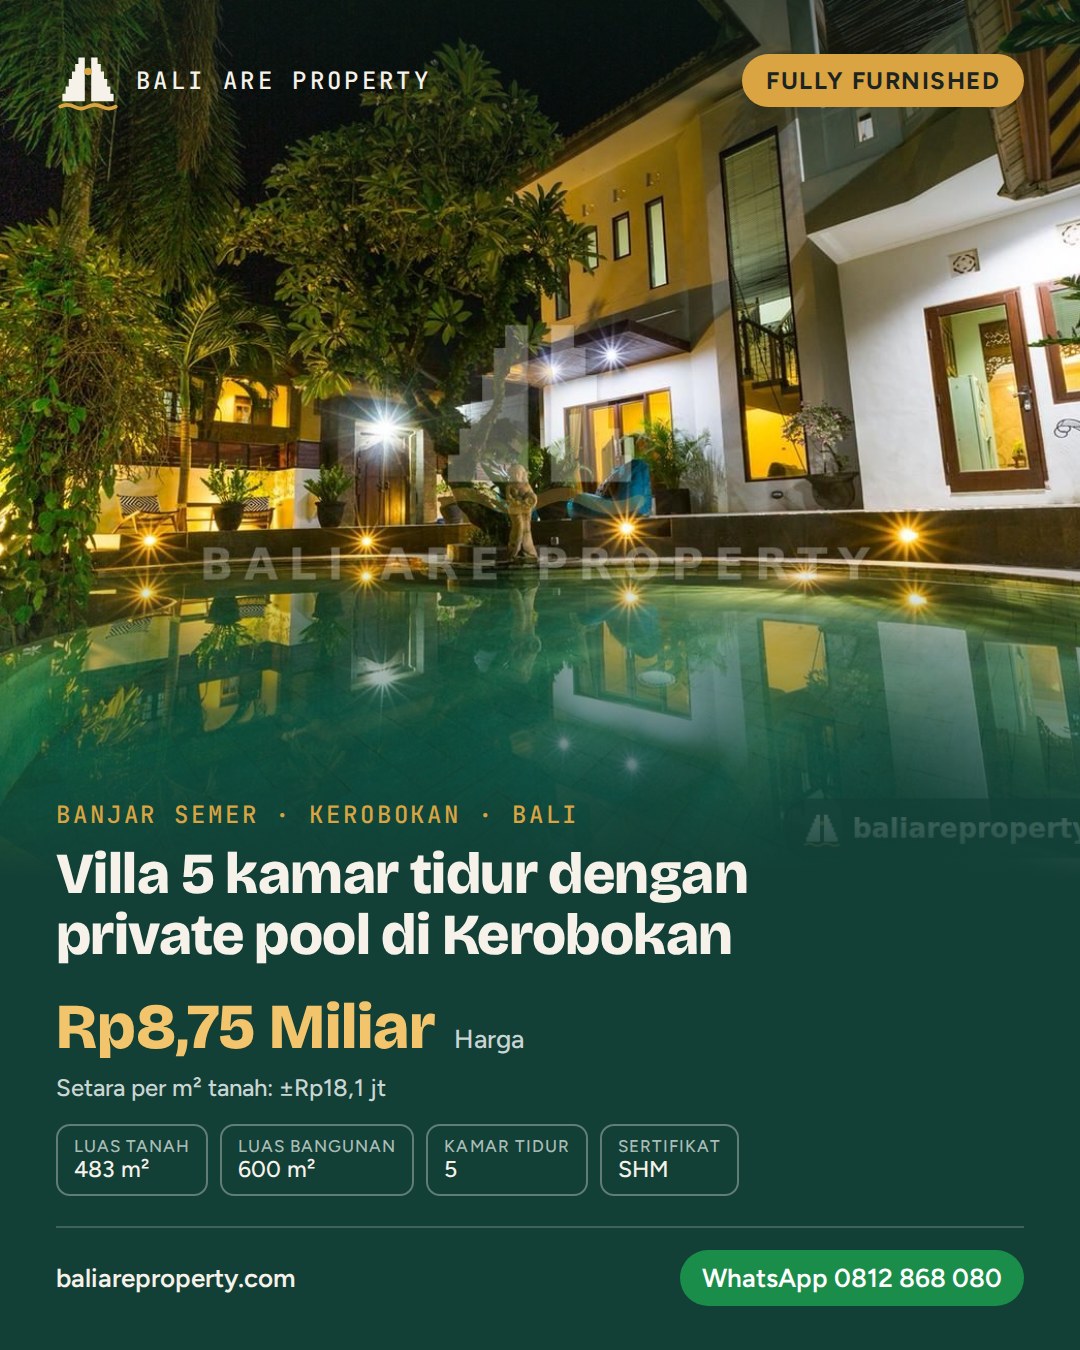 BALI ARE PROPERTY
FULLY FURNISHED
BALI ARE PROPERTY
baliareproperty
BANJAR SEMER · KEROBOKAN · BALI
Villa 5 kamar tidur dengan
private pool di Kerobokan
Rp8,75 Miliar Harga
Setara per m² tanah: ±Rp18,1 jt
LUAS TANAH
483 m²
LUAS BANGUNAN
600 m²
KAMAR TIDUR
5
SERTIFIKAT
SHM
baliareproperty.com
WhatsApp 0812 868 080